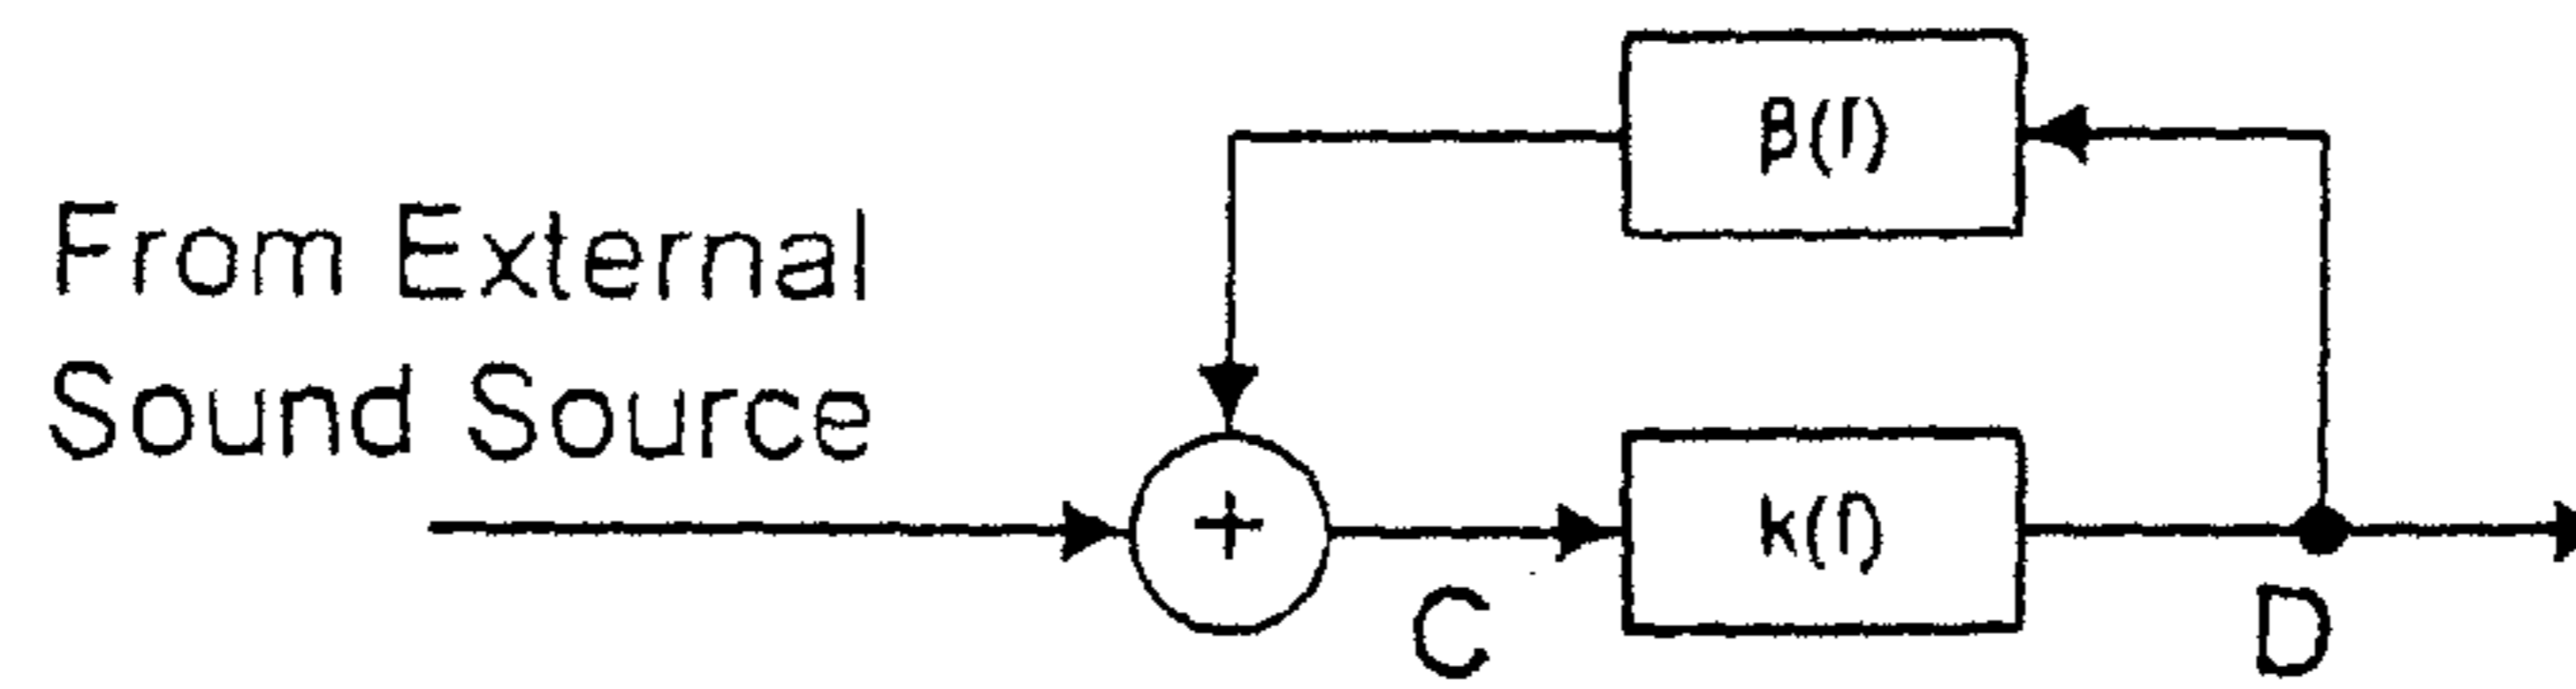 From External
Sound Source
β(f)
+
k(f)
C
D